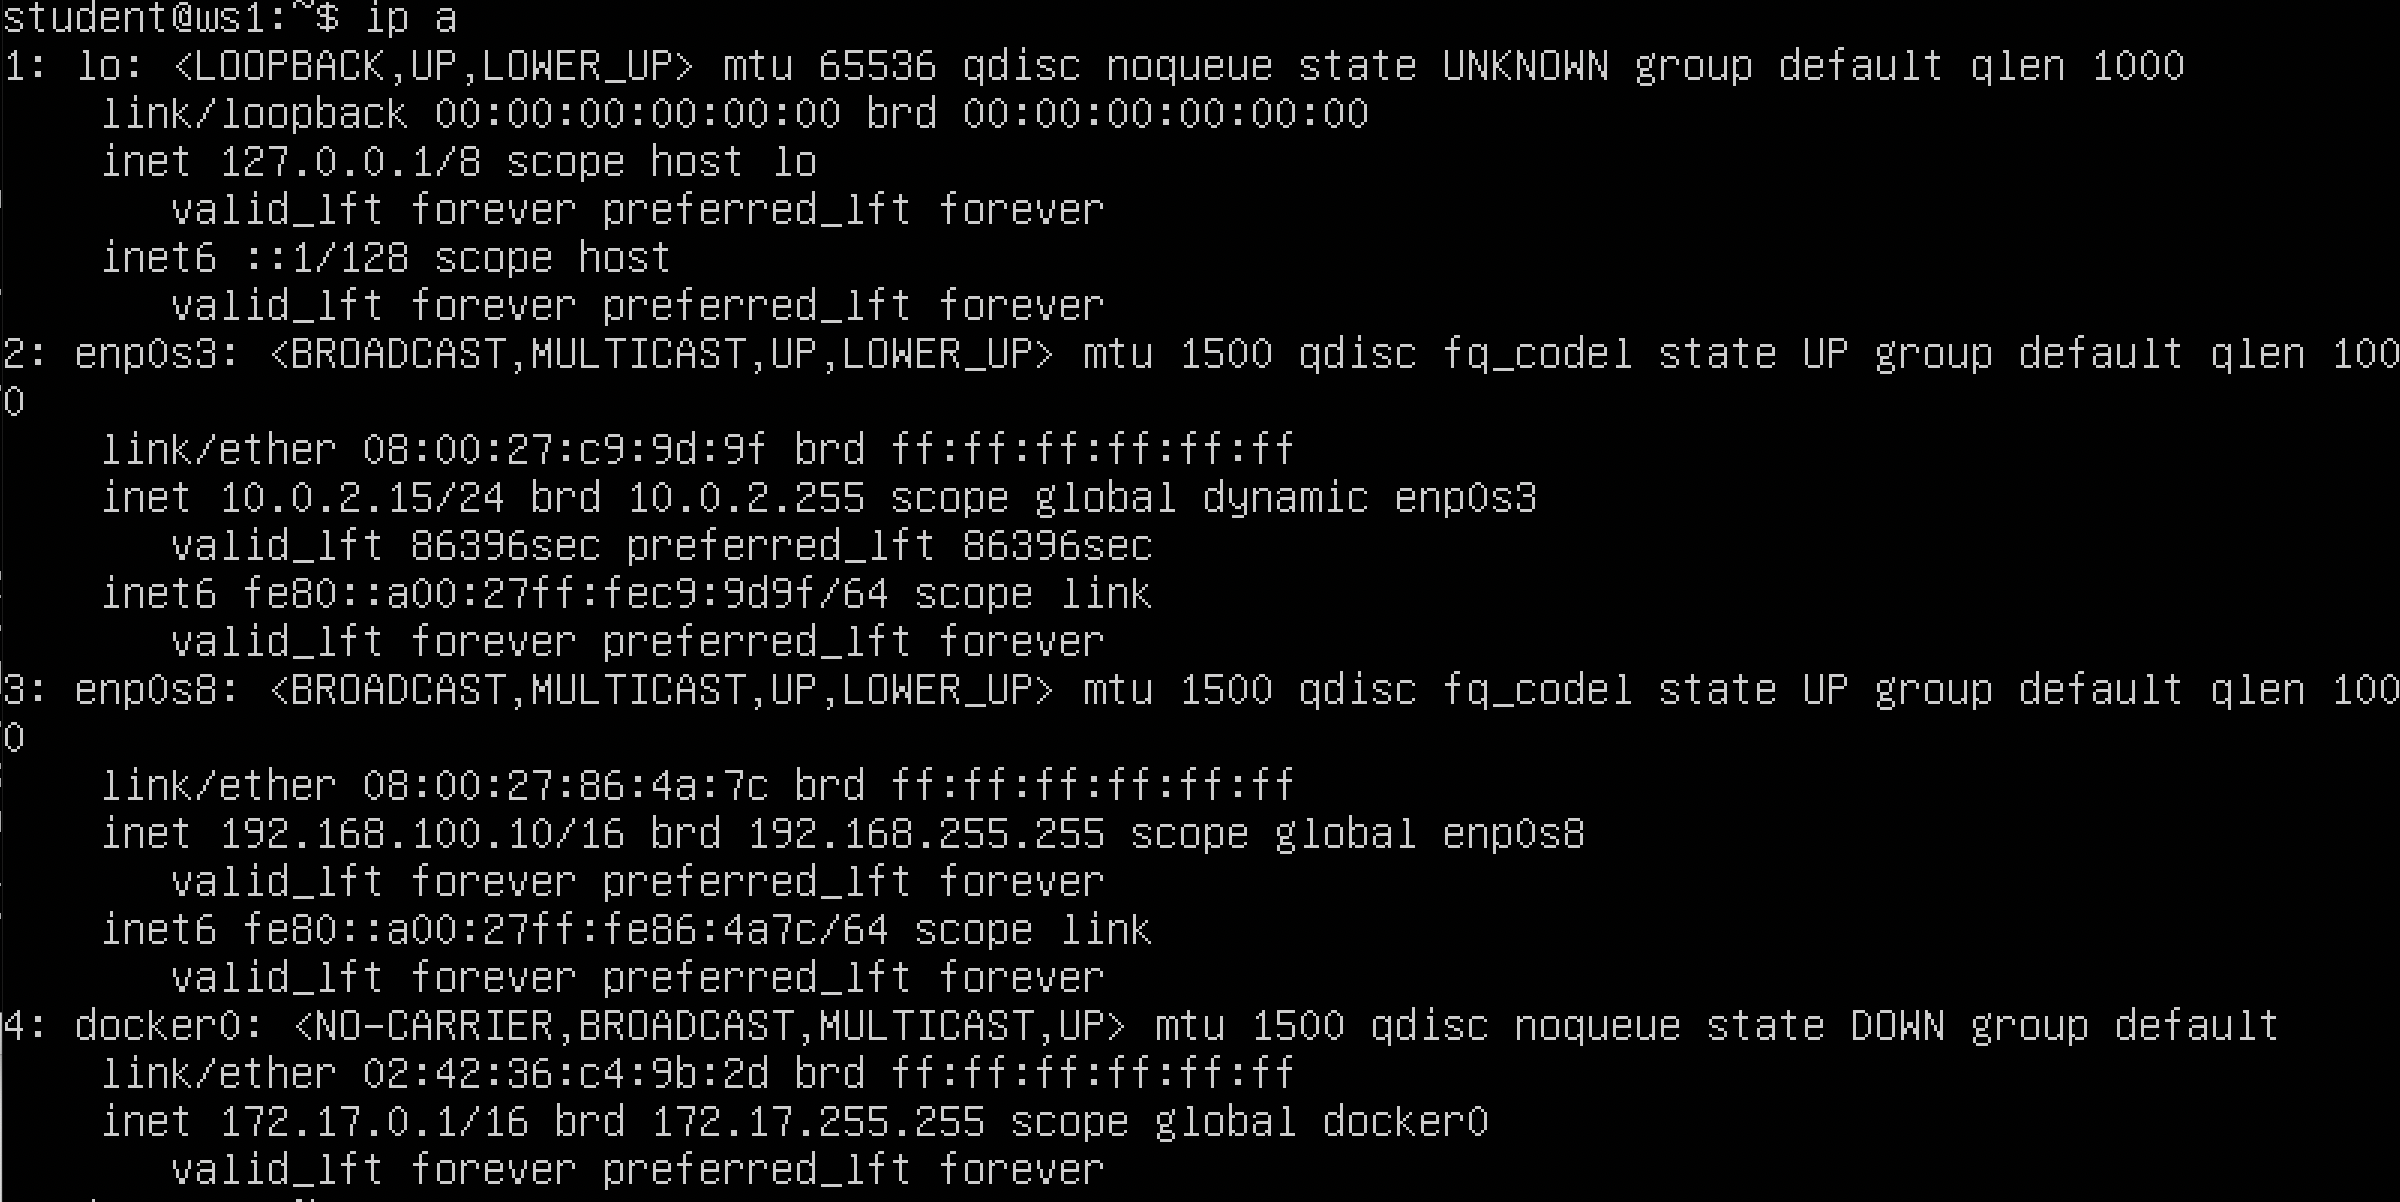 student@ws1:~$ ip a
1: lo: <LOOPBACK,UP,LOWER_UP> mtu 65536 qdisc noqueue state UNKNOWN group default qlen 1000
    link/loopback 00:00:00:00:00:00 brd 00:00:00:00:00:00
    inet 127.0.0.1/8 scope host lo
       valid_lft forever preferred_lft forever
    inet6 ::1/128 scope host
       valid_lft forever preferred_lft forever
2: enp0s3: <BROADCAST,MULTICAST,UP,LOWER_UP> mtu 1500 qdisc fq_codel state UP group default qlen 100
0
    link/ether 08:00:27:c9:9d:9f brd ff:ff:ff:ff:ff:ff
    inet 10.0.2.15/24 brd 10.0.2.255 scope global dynamic enp0s3
       valid_lft 86396sec preferred_lft 86396sec
    inet6 fe80::a00:27ff:fec9:9d9f/64 scope link
       valid_lft forever preferred_lft forever
3: enp0s8: <BROADCAST,MULTICAST,UP,LOWER_UP> mtu 1500 qdisc fq_codel state UP group default qlen 100
0
    link/ether 08:00:27:86:4a:7c brd ff:ff:ff:ff:ff:ff
    inet 192.168.100.10/16 brd 192.168.255.255 scope global enp0s8
       valid_lft forever preferred_lft forever
    inet6 fe80::a00:27ff:fe86:4a7c/64 scope link
       valid_lft forever preferred_lft forever
4: docker0: <NO-CARRIER,BROADCAST,MULTICAST,UP> mtu 1500 qdisc noqueue state DOWN group default
    link/ether 02:42:36:c4:9b:2d brd ff:ff:ff:ff:ff:ff
    inet 172.17.0.1/16 brd 172.17.255.255 scope global docker0
       valid_lft forever preferred_lft forever